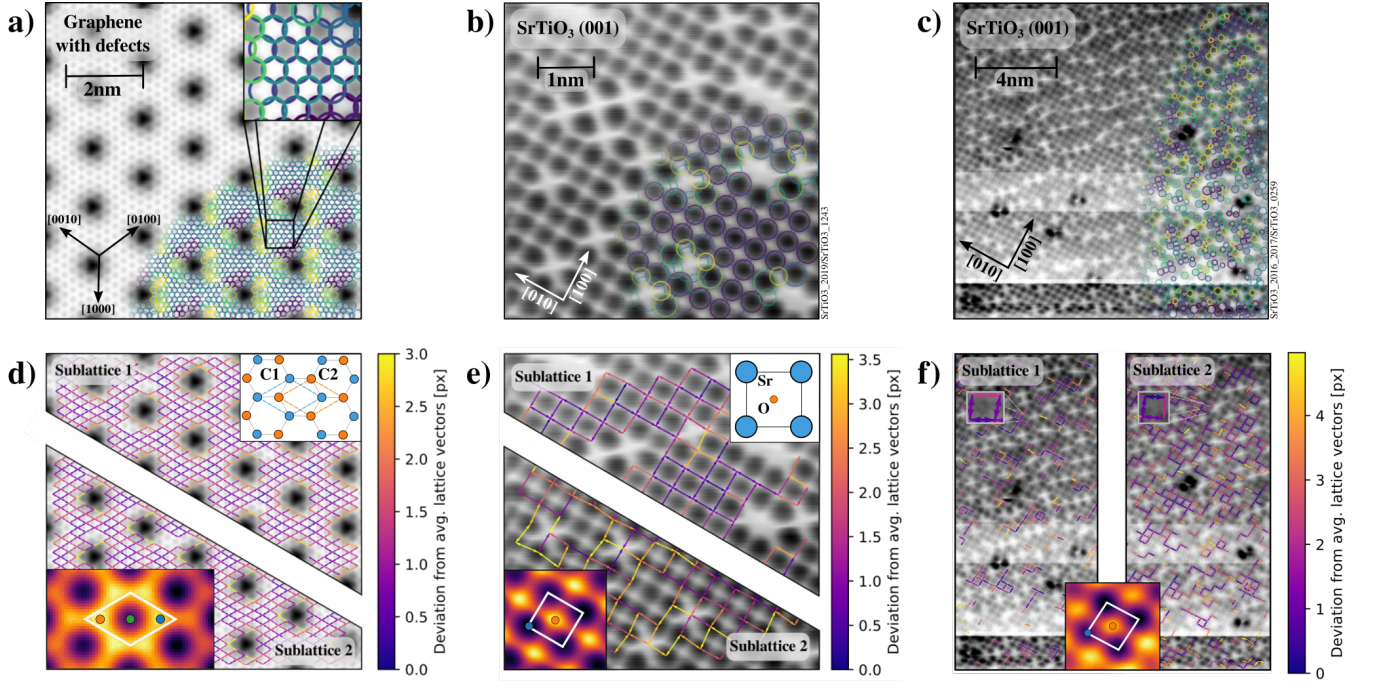 a)
Graphene
with defects
2nm
[0010]
[0100]
[1000]
b)
SrTiO₃ (001)
1nm
[010]
[100]
SrTiO3_2019/SrTiO3_1243
c)
SrTiO₃ (001)
4nm
[010]
[100]
SrTiO3_2016_2017/SrTiO3_0259
d)
Sublattice 1
C1
C2
Sublattice 2
3.0
2.5
2.0
1.5
1.0
0.5
0.0
Deviation from avg. lattice vectors [px]
e)
Sublattice 1
Sr
O
Sublattice 2
3.5
3.0
2.5
2.0
1.5
1.0
0.5
0.0
Deviation from avg. lattice vectors [px]
f)
Sublattice 1
Sublattice 2
4
3
2
1
0
Deviation from avg. lattice vectors [px]